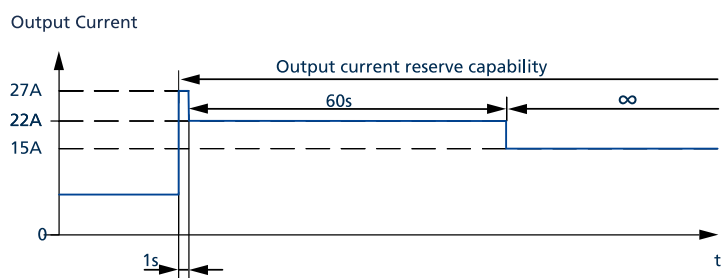 Output Current
Output current reserve capability
27A
60s
∞
22A
15A
0
1s
t